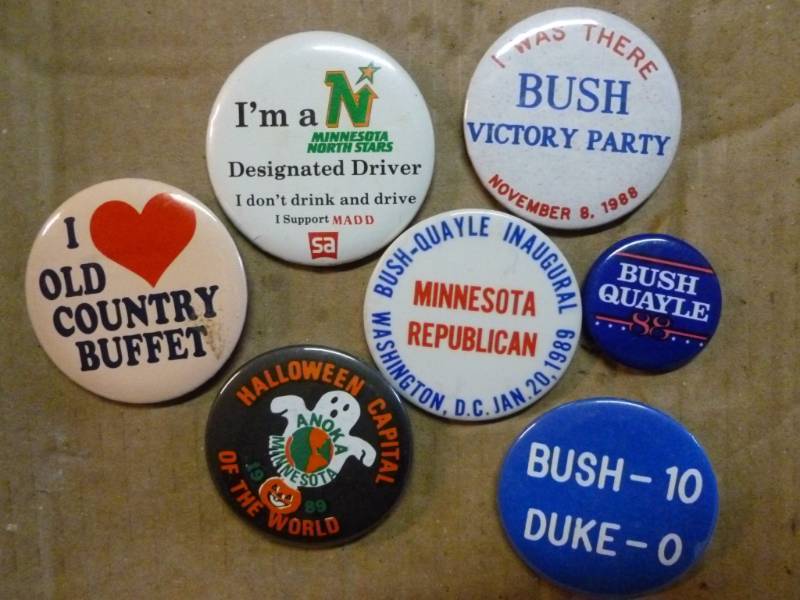 I'm a N
MINNESOTA
NORTH STARS
Designated Driver
I don't drink and drive
I Support MADD
sa
I WAS THERE
BUSH
VICTORY PARTY
NOVEMBER 8, 1988
I
OLD
COUNTRY
BUFFET
BUSH-QUAYLE INAUGURAL
MINNESOTA
REPUBLICAN
WASHINGTON, D.C. JAN. 20, 1989
BUSH
QUAYLE
88
HALLOWEEN CAPITAL
ANOKA
MINNESOTA
1989
OF THE WORLD
BUSH - 10
DUKE - 0